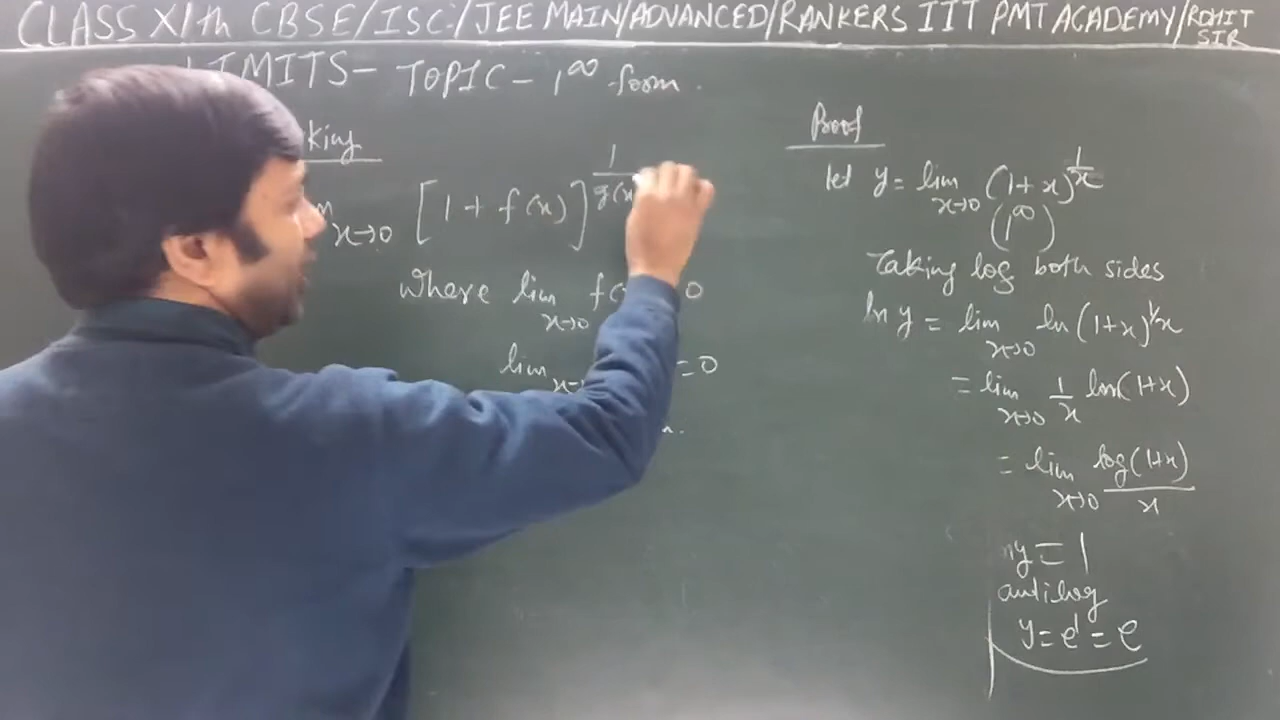 CLASS XIth CBSE/ISC/JEE MAIN/ADVANCED/RANKERS IIT PMT ACADEMY/ROHIT SIR
LIMITS- TOPIC - 1^∞ form.
x→0 [1 + f(x)]^1/g(x
Where lim x→0 f 0
lim =0
Proof
let y = lim x→0 (1+x)^1/x
(1^∞)
Taking log both sides
ln y = lim x→0 ln(1+x)^1/x
= lim x→0 1/x ln(1+x)
= lim x→0 log(1+x)/x
ny = 1
antilog
y = e^1 = e